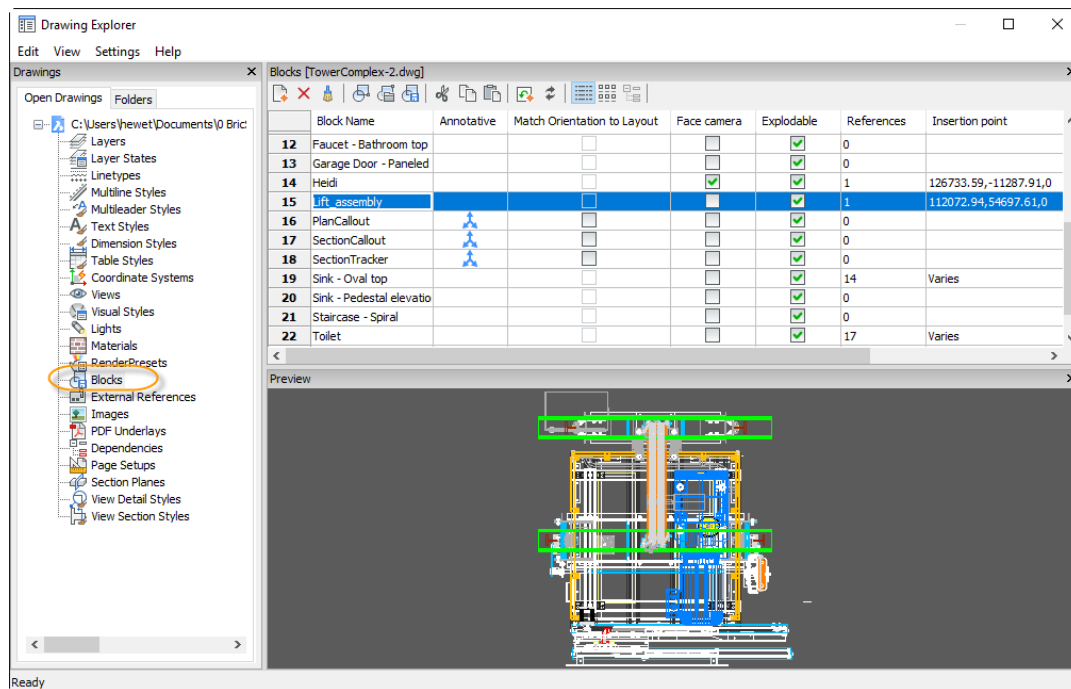 Drawing Explorer
Edit View Settings Help
Drawings
Open Drawings Folders
C:\Users\hewet\Documents\0 Bric
Layers
Layer States
Linetypes
Multiline Styles
Multileader Styles
Text Styles
Dimension Styles
Table Styles
Coordinate Systems
Views
Visual Styles
Lights
Materials
RenderPresets
Blocks
External References
Images
PDF Underlays
Dependencies
Page Setups
Section Planes
View Detail Styles
View Section Styles
Blocks [TowerComplex-2.dwg]
Block Name Annotative Match Orientation to Layout Face camera Explodable References Insertion point
12 Faucet - Bathroom top 0
13 Garage Door - Paneled 0
14 Heidi 1 126733.59,-11287.91,0
15 Lift_assembly 1 112072.94,54697.61,0
16 PlanCallout 0
17 SectionCallout 0
18 SectionTracker 0
19 Sink - Oval top 14 Varies
20 Sink - Pedestal elevatio 0
21 Staircase - Spiral 0
22 Toilet 17 Varies
Preview
H
Ready